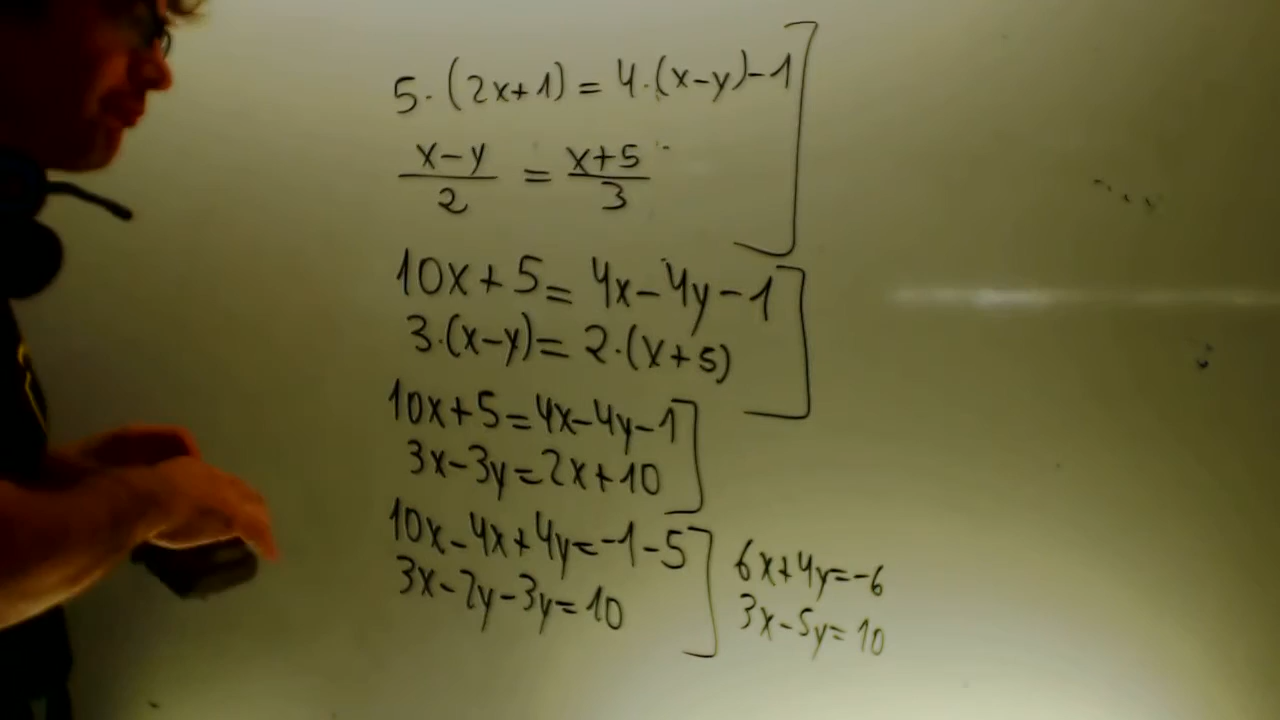 5·(2x+1)=4·(x-y)-1
x-y/2 = x+5/3
10x+5=4x-4y-1
3·(x-y)=2·(x+5)
10x+5=4x-4y-1
3x-3y=2x+10
10x-4x+4y=-1-5
3x-2y-3y=10
6x+4y=-6
3x-5y=10